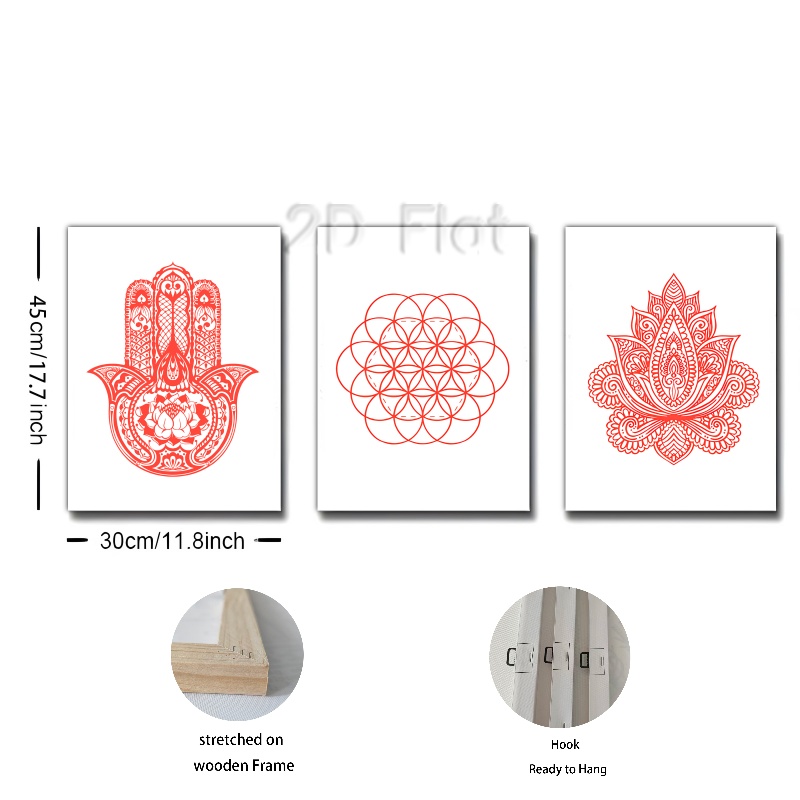 2D Flat
45cm/17.7inch
30cm/11.8inch
stretched on
wooden Frame
Hook
Ready to Hang